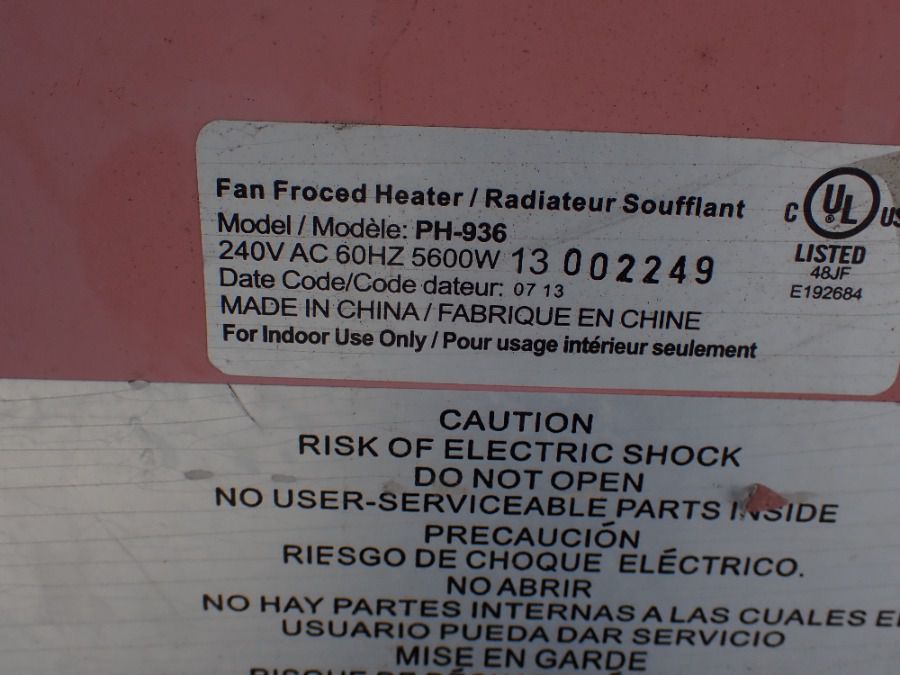 Fan Froced Heater / Radiateur Soufflant
Model / Modèle: PH-936
240V AC 60HZ 5600W 13 002249
Date Code/Code dateur: 07 13
MADE IN CHINA / FABRIQUE EN CHINE
For Indoor Use Only / Pour usage intérieur seulement
C UL US
LISTED
48JF
E192684
CAUTION
RISK OF ELECTRIC SHOCK
DO NOT OPEN
NO USER-SERVICEABLE PARTS INSIDE
PRECAUCIÓN
RIESGO DE CHOQUE ELÉCTRICO.
NO ABRIR
NO HAY PARTES INTERNAS A LAS CUALES EL
USUARIO PUEDA DAR SERVICIO
MISE EN GARDE